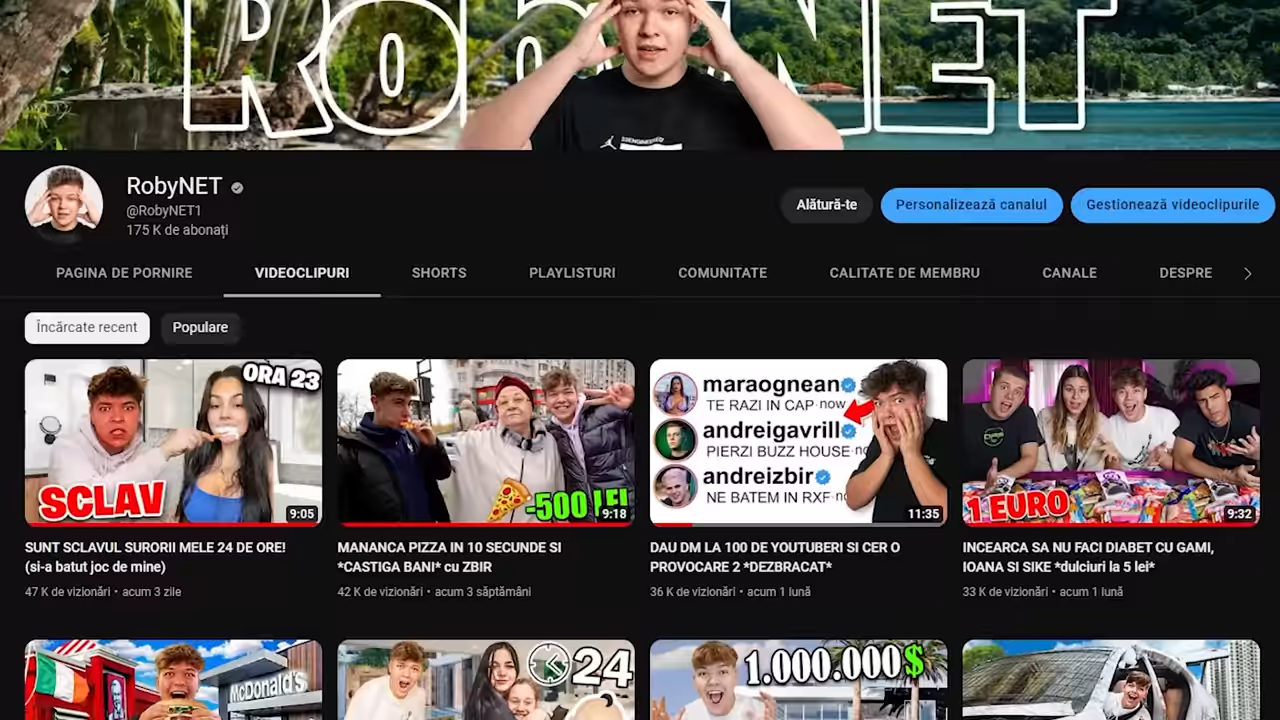 RobyNET
RobyNET
@RobyNET1
175 K de abonați
Alătură-te
Personalizează canalul
Gestionează videoclipurile
PAGINA DE PORNIRE
VIDEOCLIPURI
SHORTS
PLAYLISTURI
COMUNITATE
CALITATE DE MEMBRU
CANALE
DESPRE
Încărcate recent
Populare
ORA 23
SCLAV
9:05
-500 LEI
9:18
maraognean
TE RAZI IN CAP·now
andreigavrill
PIERZI BUZZ HOUSE
andreizbir
NE BATEM IN RXF
11:35
1 EURO
9:32
SUNT SCLAVUL SURORII MELE 24 DE ORE!
(si-a batut joc de mine)
47 K de vizionări • acum 3 zile
MANANCA PIZZA IN 10 SECUNDE SI
*CASTIGA BANI* cu ZBIR
42 K de vizionări • acum 3 săptămâni
DAU DM LA 100 DE YOUTUBERI SI CER O
PROVOCARE 2 *DEZBRACAT*
36 K de vizionări • acum 1 lună
INCEARCA SA NU FACI DIABET CU GAMI,
IOANA SI SIKE *dulciuri la 5 lei*
33 K de vizionări • acum 1 lună
McDonald's
24
1.000.000$